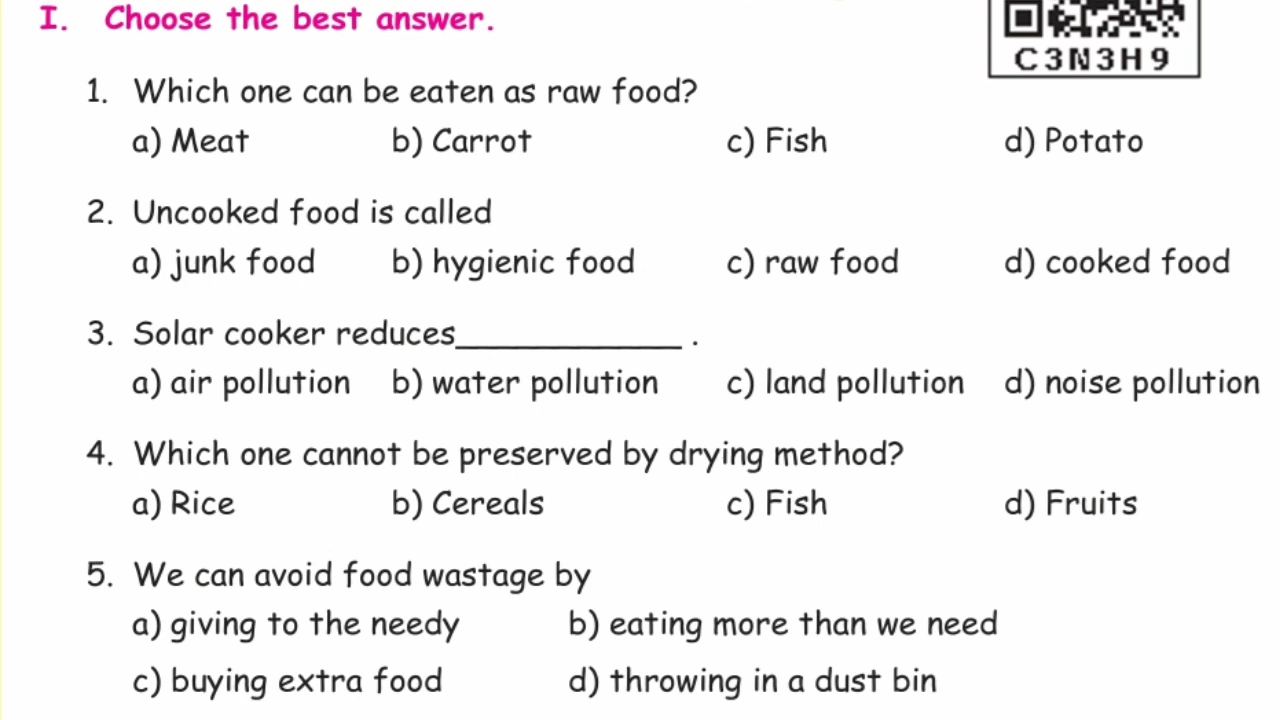 I. Choose the best answer.
C3N3H9
1. Which one can be eaten as raw food?
a) Meat b) Carrot c) Fish d) Potato
2. Uncooked food is called
a) junk food b) hygienic food c) raw food d) cooked food
3. Solar cooker reduces____________ .
a) air pollution b) water pollution c) land pollution d) noise pollution
4. Which one cannot be preserved by drying method?
a) Rice b) Cereals c) Fish d) Fruits
5. We can avoid food wastage by
a) giving to the needy b) eating more than we need
c) buying extra food d) throwing in a dust bin